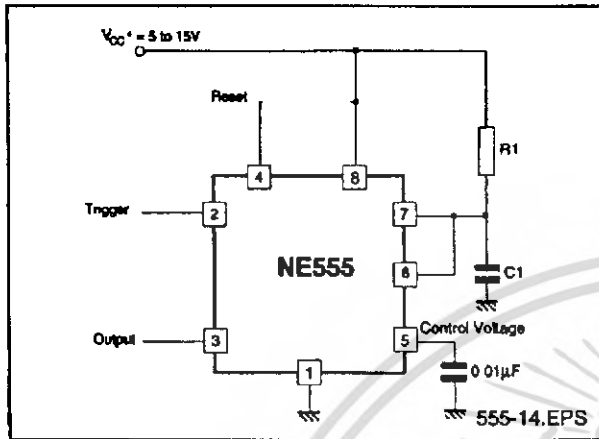 Vcc = 5 to 15V
Reset
R1
4
8
Trigger
2
7
NE555
6
C1
Output
3
5
Control Voltage
0.01µF
1
555-14.EPS